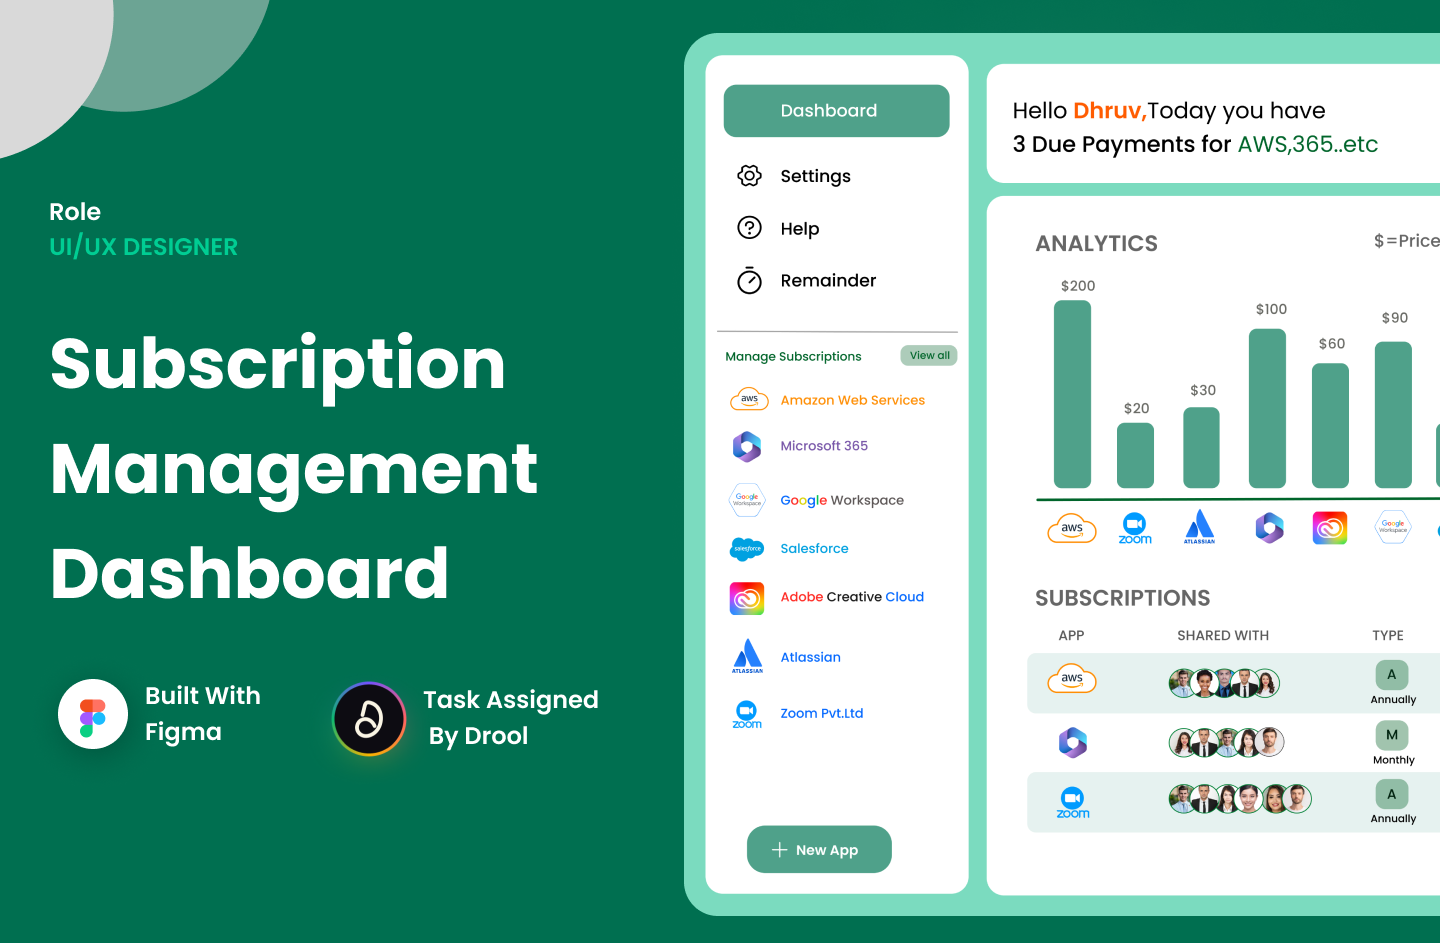 Role
UI/UX DESIGNER
Subscription
Management
Dashboard
Built With
Figma
Task Assigned
By Drool
Dashboard
Settings
Help
Remainder
Manage Subscriptions
View all
aws
Amazon Web Services
Microsoft 365
Google
Workspace
Google Workspace
salesforce
Salesforce
Adobe Creative Cloud
ATLASSIAN
Atlassian
zoom
Zoom Pvt.Ltd
New App
Hello Dhruv,Today you have
3 Due Payments for AWS,365..etc
ANALYTICS
$=Price
$200
$20
$30
$100
$60
$90
aws
zoom
ATLASSIAN
Google
Workspace
SUBSCRIPTIONS
APP SHARED WITH TYPE
aws
A
Annually
M
Monthly
zoom
A
Annually